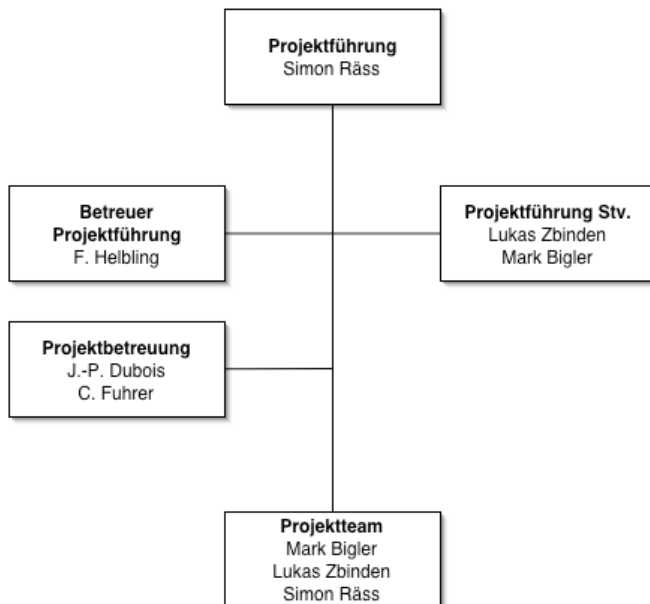 Projektführung
Simon Räss
Betreuer
Projektführung
F. Helbling
Projektführung Stv.
Lukas Zbinden
Mark Bigler
Projektbetreuung
J.-P. Dubois
C. Fuhrer
Projektteam
Mark Bigler
Lukas Zbinden
Simon Räss